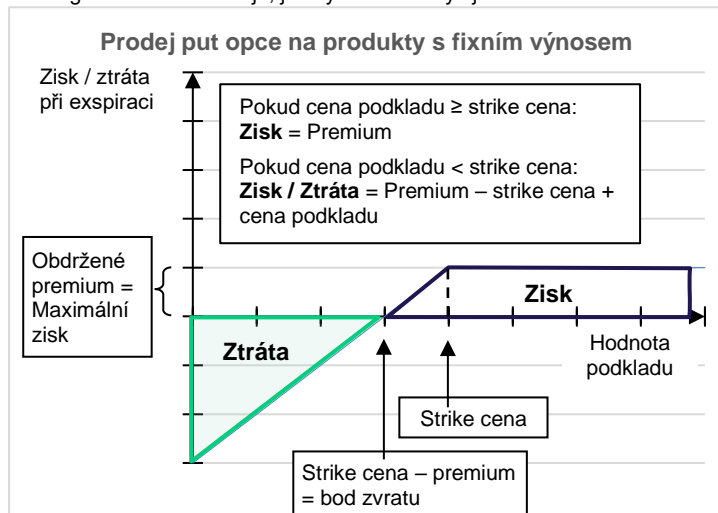 Prodej put opce na produkty s fixním výnosem
Zisk / ztráta
při exspiraci
Pokud cena podkladu ≥ strike cena:
Zisk = Premium
Pokud cena podkladu < strike cena:
Zisk / Ztráta = Premium – strike cena +
cena podkladu
Obdržené
premium =
Maximální
zisk
Zisk
Ztráta
Hodnota
podkladu
Strike cena
Strike cena – premium
= bod zvratu